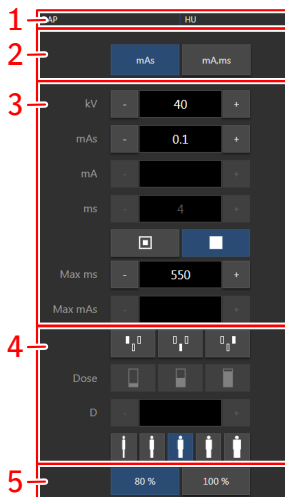 1 AP HU
2 mAs mA,ms
3
kV - 40 +
mAs - 0.1 +
mA - +
ms - 4 +
Max ms - 550 +
Max mAs - +
4
Dose
D - +
5 80 % 100 %